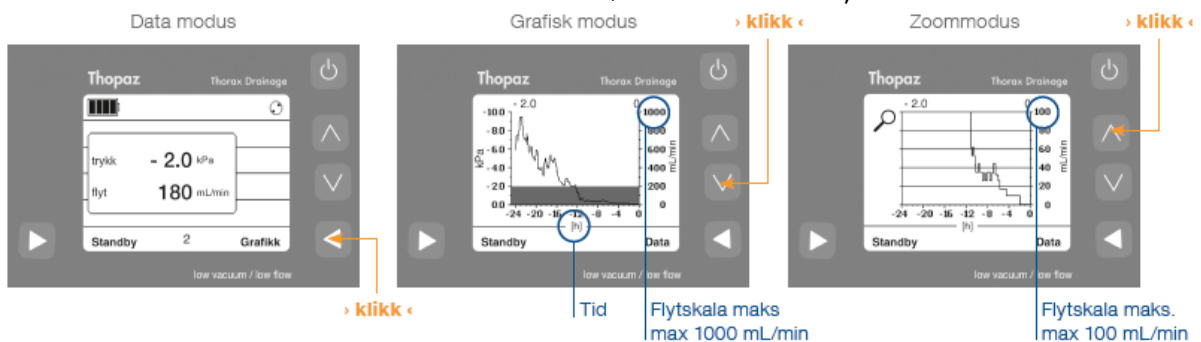 Data modus
Grafisk modus
› klikk ‹
Zoommodus
› klikk ‹
Thopaz Thorax Drainage
trykk - 2.0 kPa
flyt 180 mL/min
Standby 2 Grafikk
low vacuum / low flow
› klikk ‹
Thopaz Thorax Drainage
- 2.0 0
-10.0 1000
-8.0 800
-6.0 600
-4.0 400
-2.0 200
0.0 0
kPa
mL/min
-24 -20 -16 -12 -8 -4 0
[h]
Standby Data
low vacuum / low flow
Tid
Flytskala maks
max 1000 mL/min
Thopaz Thorax Drainage
- 2.0 0
100
80
60
40
20
0
mL/min
-24 -20 -16 -12 -8 -4 0
[h]
Standby Data
low vacuum / low flow
Flytskala maks.
max 100 mL/min